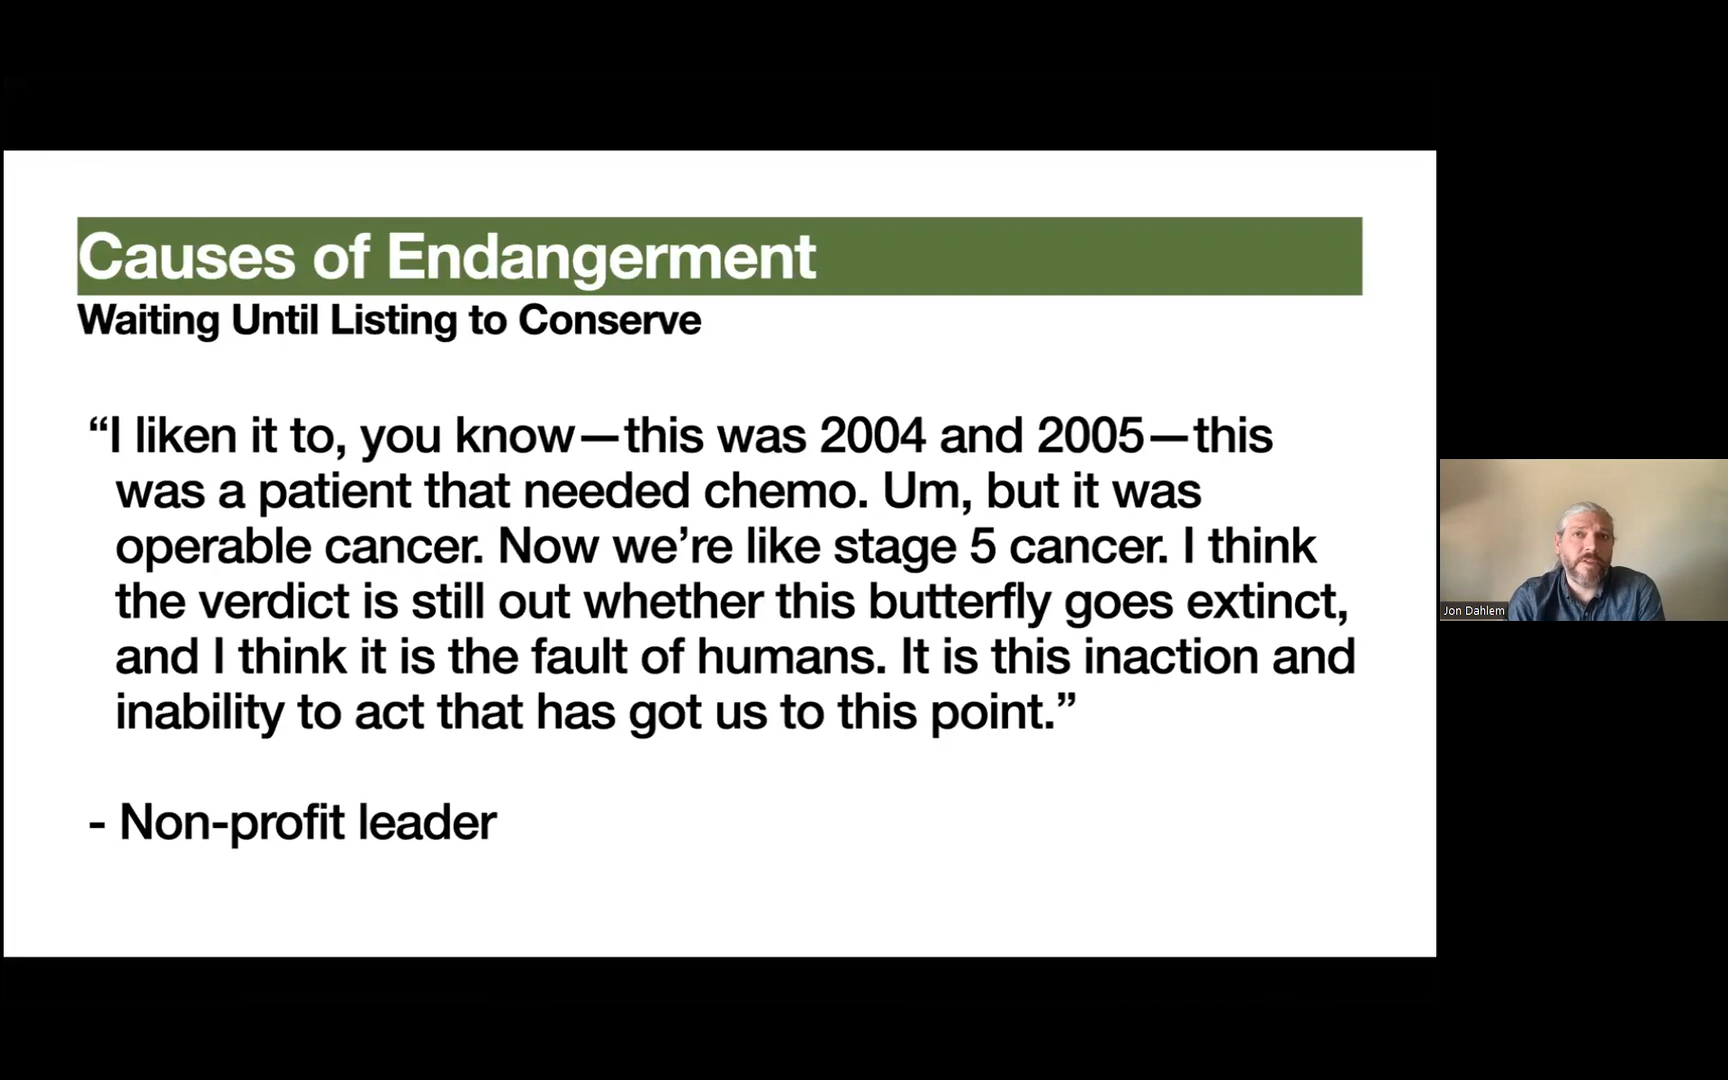 Causes of Endangerment
Waiting Until Listing to Conserve
“I liken it to, you know—this was 2004 and 2005—this
was a patient that needed chemo. Um, but it was
operable cancer. Now we’re like stage 5 cancer. I think
the verdict is still out whether this butterfly goes extinct,
and I think it is the fault of humans. It is this inaction and
inability to act that has got us to this point.”
- Non-profit leader
Jon Dahlem